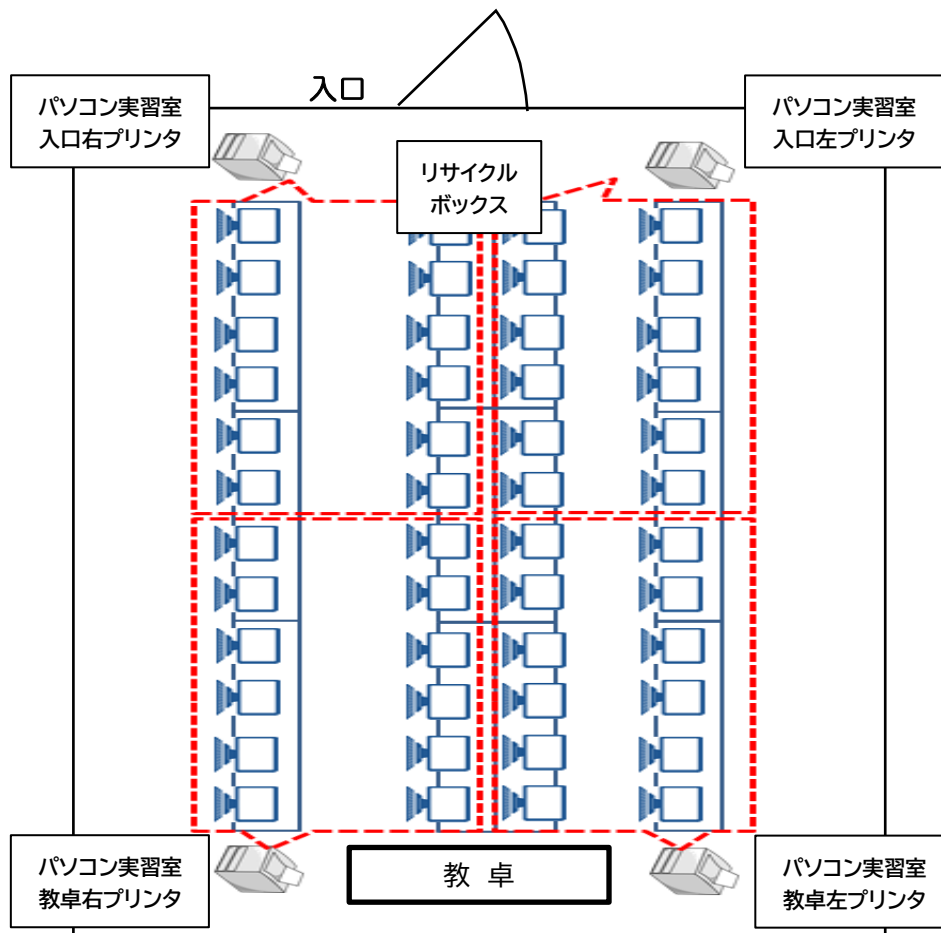 入口
パソコン実習室
入口右プリンタ
パソコン実習室
入口左プリンタ
リサイクル
ボックス
パソコン実習室
教卓右プリンタ
教 卓
パソコン実習室
教卓左プリンタ